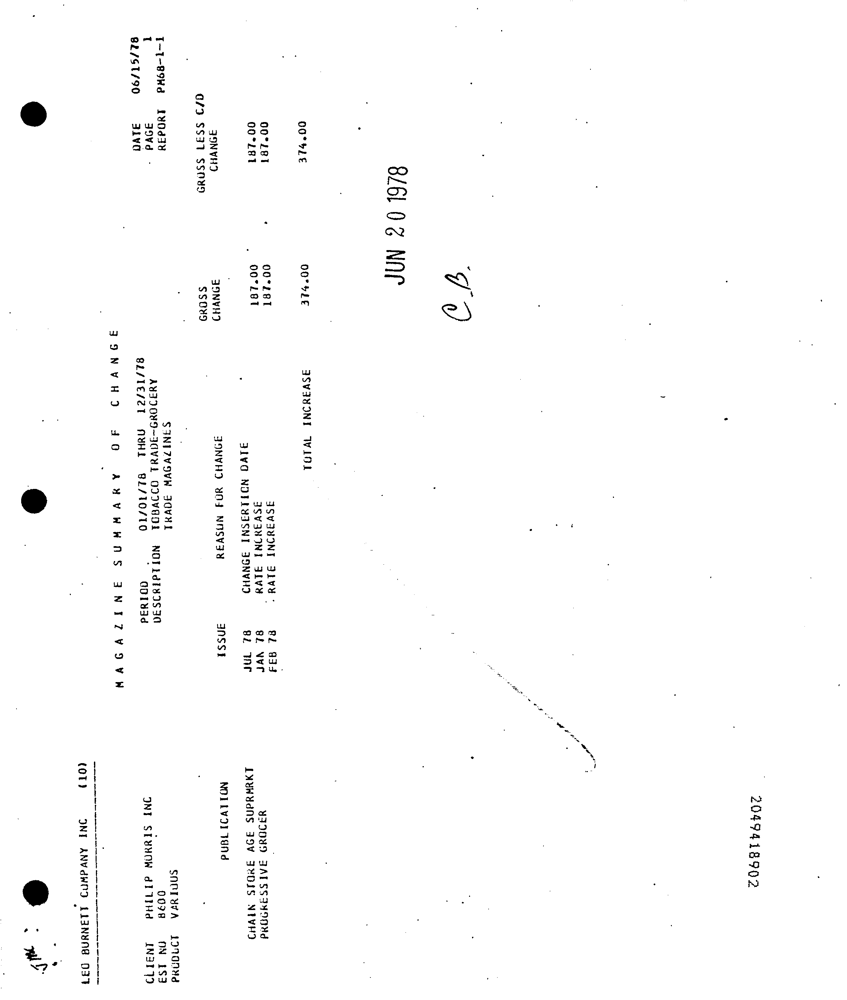 JM :
LEO BURNETT COMPANY INC (10)
DATE 06/15/78
PAGE 1
REPORT PM68-1-1
M A G A Z I N E S U M M A R Y O F C H A N G E
CLIENT PHILIP MORRIS INC PERIOD 01/01/78 THRU 12/31/78
EST NO 8600 DESCRIPTION TOBACCO TRADE-GROCERY
PRODUCT VARIOUS TRADE MAGAZINES
PUBLICATION ISSUE REASON FOR CHANGE GROSS CHANGE GROSS LESS C/D CHANGE
CHAIN STORE AGE SUPRMRKT JUL 78 CHANGE INSERTION DATE
PROGRESSIVE GROCER JAN 78 RATE INCREASE 187.00 187.00
FEB 78 RATE INCREASE 187.00 187.00
TOTAL INCREASE 374.00 374.00
JUN 20 1978
C.B.
2049418902